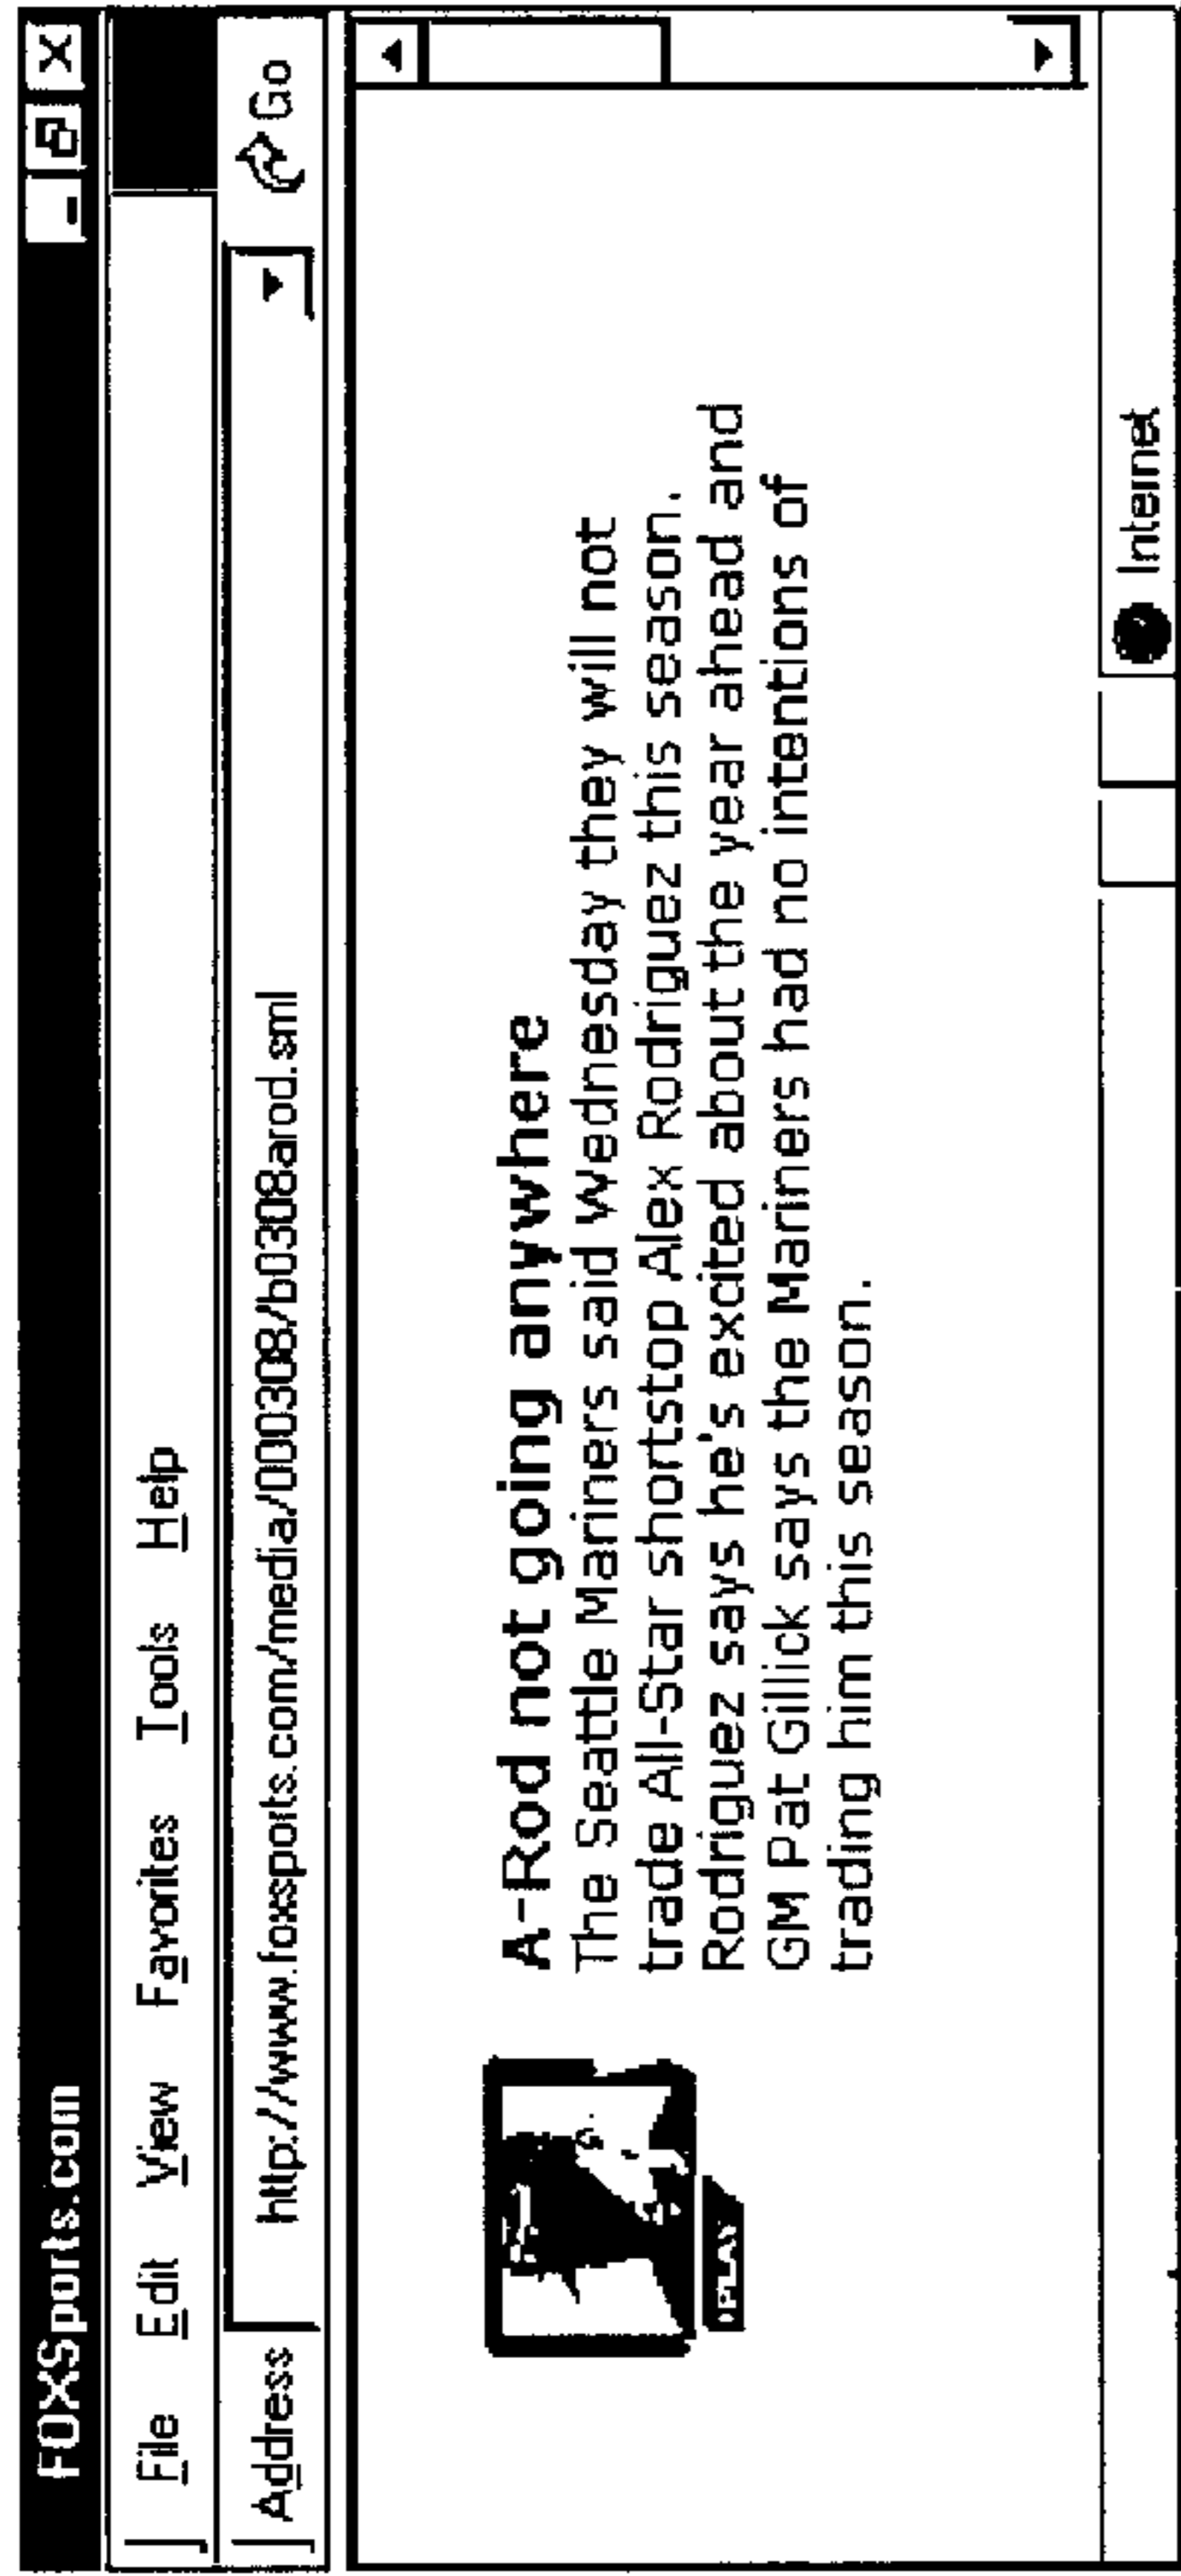 FOXSports.com
File Edit View Favorites Tools Help
Address http://www.foxsports.com/media/000308/b0308arod.sml Go
A-Rod not going anywhere
The Seattle Mariners said Wednesday they will not
trade All-Star shortstop Alex Rodriguez this season.
Rodriguez says he's excited about the year ahead and
GM Pat Gillick says the Mariners had no intentions of
trading him this season.
PLAY
Internet